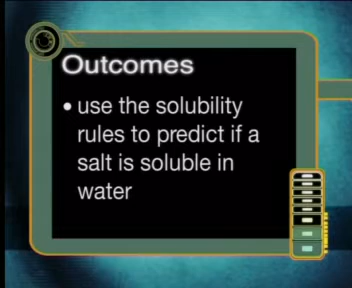 Outcomes
• use the solubility
rules to predict if a
salt is soluble in
water